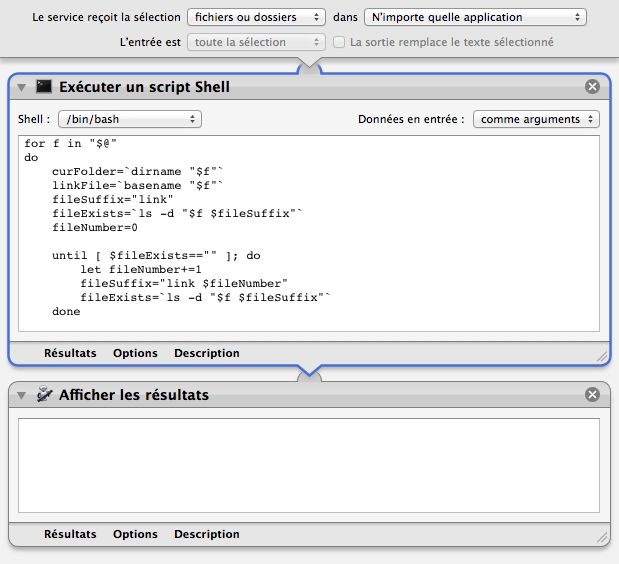 Le service reçoit la sélection fichiers ou dossiers dans N'importe quelle application
L'entrée est toute la sélection La sortie remplace le texte sélectionné
Exécuter un script Shell
Shell : /bin/bash Données en entrée : comme arguments
for f in "$@"
do
    curFolder=`dirname "$f"`
    linkFile=`basename "$f"`
    fileSuffix="link"
    fileExists=`ls -d "$f $fileSuffix"`
    fileNumber=0
    until [ $fileExists=="" ]; do
        let fileNumber+=1
        fileSuffix="link $fileNumber"
        fileExists=`ls -d "$f $fileSuffix"`
    done
Résultats Options Description
Afficher les résultats
Résultats Options Description